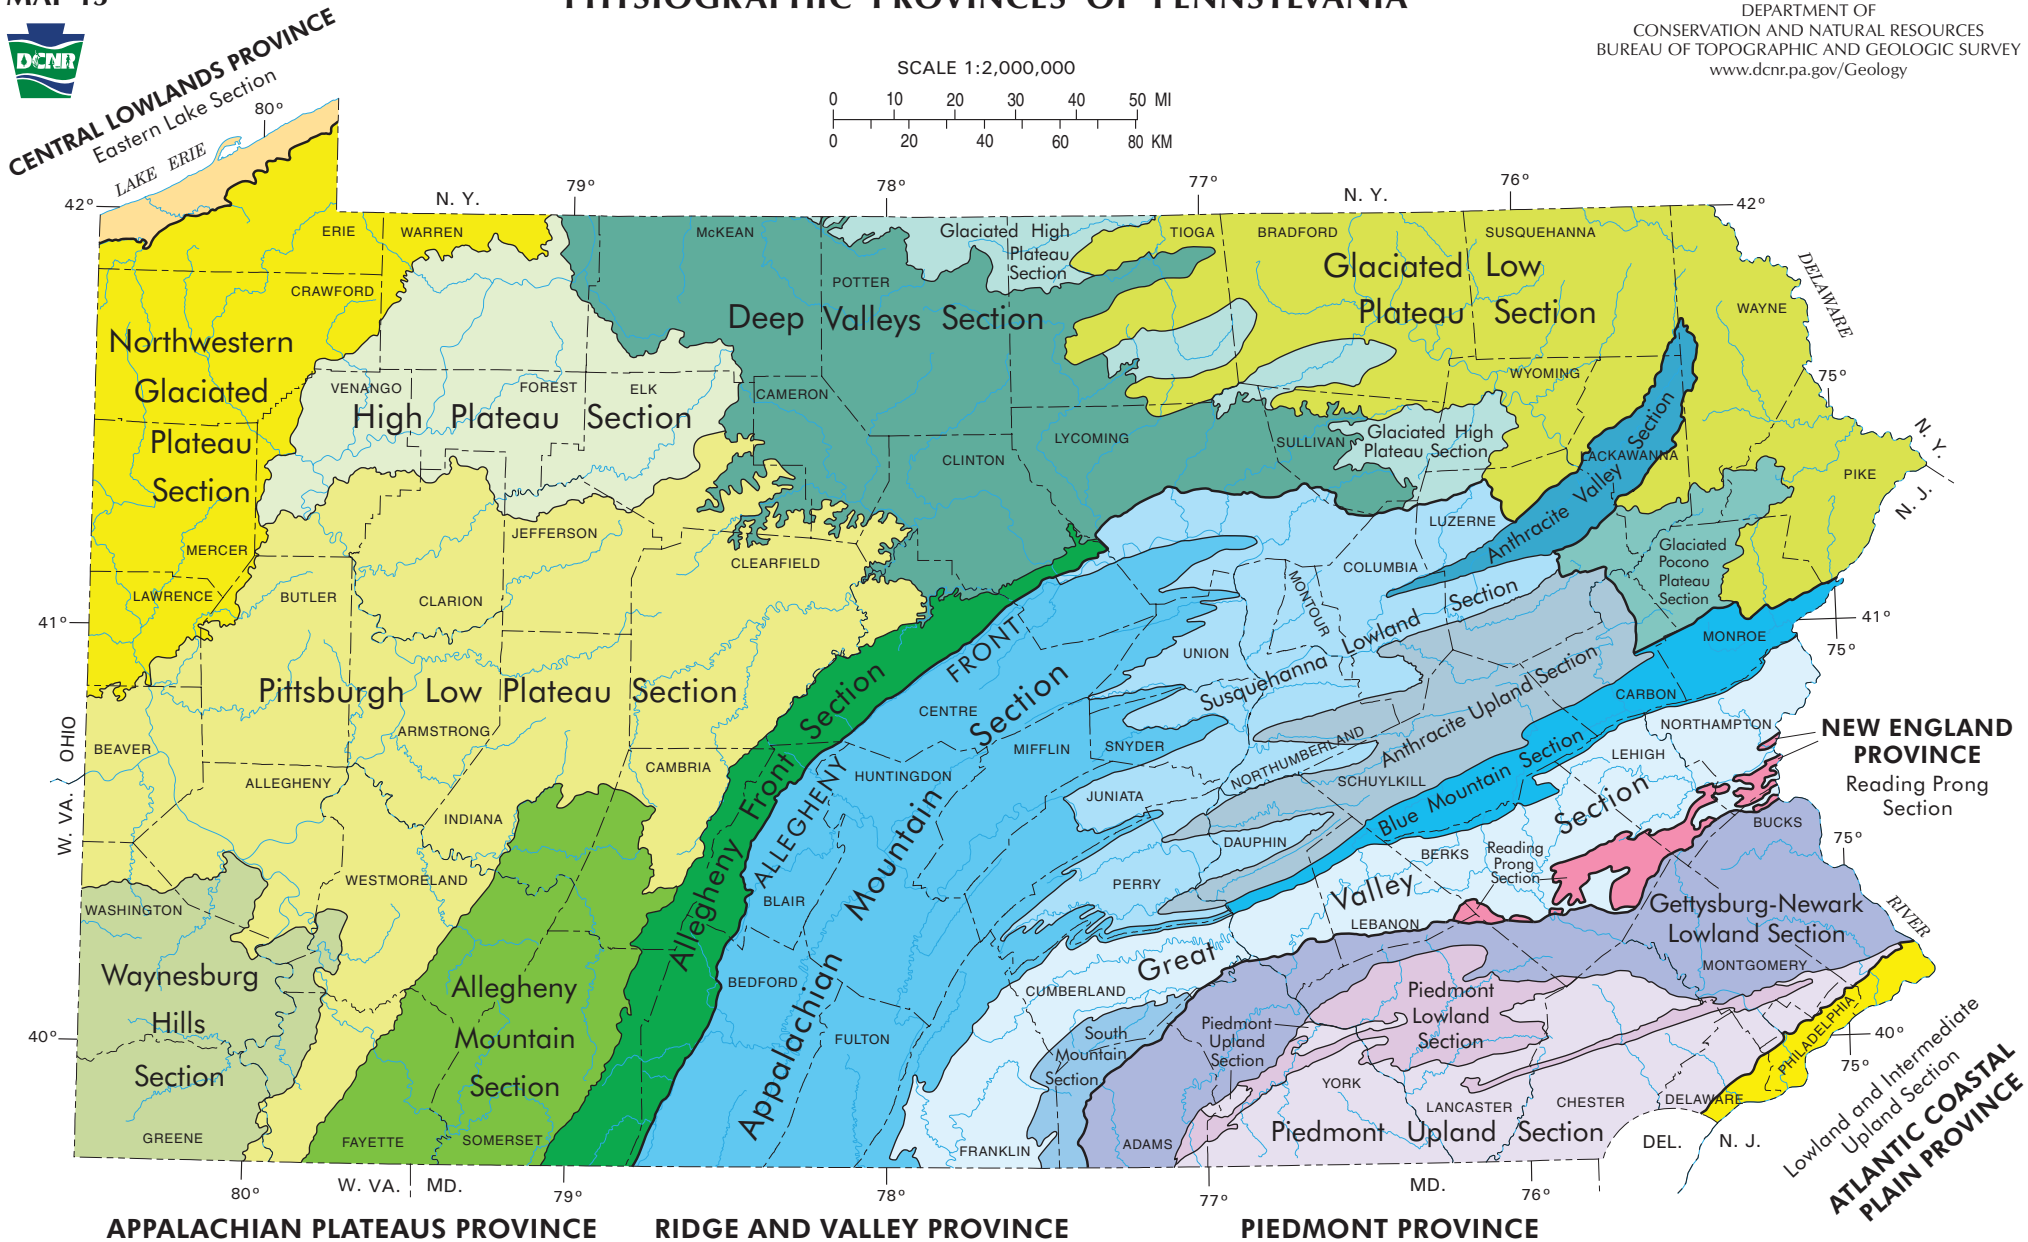 MAP 13
PHYSIOGRAPHIC PROVINCES OF PENNSYLVANIA
DEPARTMENT OF
CONSERVATION AND NATURAL RESOURCES
BUREAU OF TOPOGRAPHIC AND GEOLOGIC SURVEY
www.dcnr.pa.gov/Geology
DCNR
SCALE 1:2,000,000
0 10 20 30 40 50 MI
0 20 40 60 80 KM
CENTRAL LOWLANDS PROVINCE
Eastern Lake Section
80°
LAKE ERIE
42°
N. Y.
79°
78°
77°
N. Y.
76°
42°
ERIE
WARREN
McKEAN
POTTER
Glaciated High
Plateau
Section
TIOGA
BRADFORD
SUSQUEHANNA
Glaciated Low
Plateau Section
WAYNE
DELAWARE
CRAWFORD
Northwestern
Glaciated
Plateau
Section
Deep Valleys Section
VENANGO
FOREST
ELK
High Plateau Section
CAMERON
CLINTON
LYCOMING
SULLIVAN
Glaciated High
Plateau Section
WYOMING
LACKAWANNA
Anthracite Valley Section
75°
N. Y.
N. J.
PIKE
MERCER
LAWRENCE
BUTLER
CLARION
JEFFERSON
CLEARFIELD
LUZERNE
COLUMBIA
MONTOUR
Glaciated
Pocono
Plateau
Section
41°
41°
75°
MONROE
Pittsburgh Low Plateau Section
ARMSTRONG
BEAVER
ALLEGHENY
INDIANA
CAMBRIA
OHIO
W. VA.
Allegheny Front Section
ALLEGHENY FRONT
CENTRE
Appalachian Mountain Section
UNION
Susquehanna Lowland Section
Anthracite Upland Section
CARBON
NORTHAMPTON
LEHIGH
NEW ENGLAND
PROVINCE
Reading Prong
Section
HUNTINGDON
MIFFLIN
SNYDER
NORTHUMBERLAND
SCHUYLKILL
Blue Mountain Section
JUNIATA
DAUPHIN
PERRY
BERKS
Reading
Prong
Section
BUCKS
75°
WESTMORELAND
WASHINGTON
BLAIR
LEBANON
Great Valley Section
Gettysburg-Newark
Lowland Section
RIVER
MONTGOMERY
Waynesburg
Hills
Section
Allegheny
Mountain
Section
BEDFORD
FULTON
CUMBERLAND
South
Mountain
Section
Piedmont
Upland
Section
Piedmont
Lowland
Section
PHILADELPHIA
40°
40°
75°
YORK
LANCASTER
CHESTER
DELAWARE
GREENE
FAYETTE
SOMERSET
FRANKLIN
ADAMS
Piedmont Upland Section
DEL.
N. J.
Lowland and Intermediate
Upland Section
ATLANTIC COASTAL
PLAIN PROVINCE
80°
W. VA.
MD.
79°
78°
77°
MD.
76°
APPALACHIAN PLATEAUS PROVINCE
RIDGE AND VALLEY PROVINCE
PIEDMONT PROVINCE